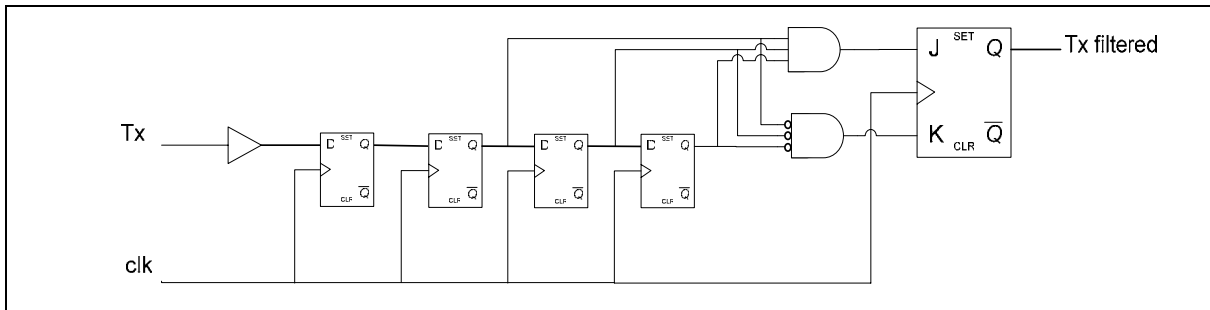 SET
J Q
Tx filtered
Tx
SET
D Q
Q
CLR
SET
D Q
Q
CLR
SET
D Q
Q
CLR
SET
D Q
Q
CLR
K Q
CLR
clk